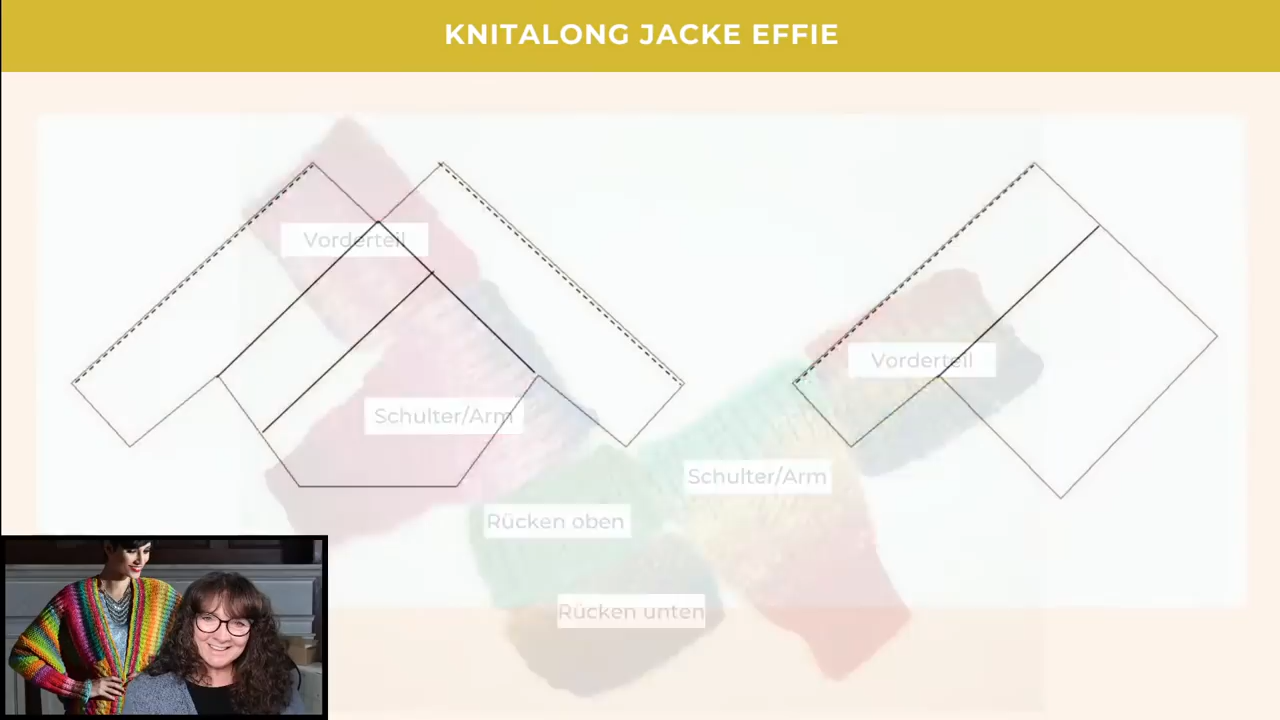 KNITALONG JACKE EFFIE
Vorderteil
Vorderteil
Schulter/Arm
Schulter/Arm
Rücken oben
Rücken unten